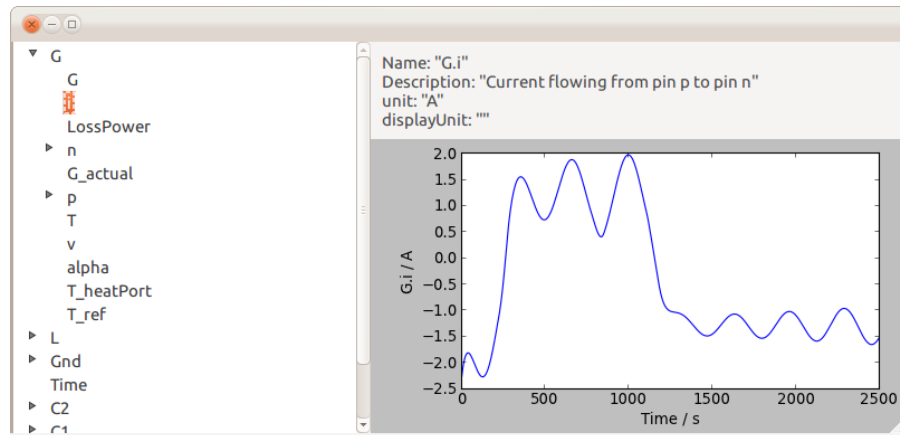 G
G
i
LossPower
n
G_actual
p
T
v
alpha
T_heatPort
T_ref
L
Gnd
Time
C2
C1
Name: "G.i"
Description: "Current flowing from pin p to pin n"
unit: "A"
displayUnit: ""
G.i / A
2.0
1.5
1.0
0.5
0.0
−0.5
−1.0
−1.5
−2.0
−2.5
0 500 1000 1500 2000 2500
Time / s